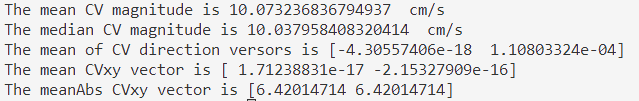 The mean CV magnitude is 10.073236836794937  cm/s
The median CV magnitude is 10.037958408320414  cm/s
The mean of CV direction versors is [-4.30557406e-18  1.10803324e-04]
The mean CVxy vector is [ 1.71238831e-17 -2.15327909e-16]
The meanAbs CVxy vector is [6.42014714 6.42014714]